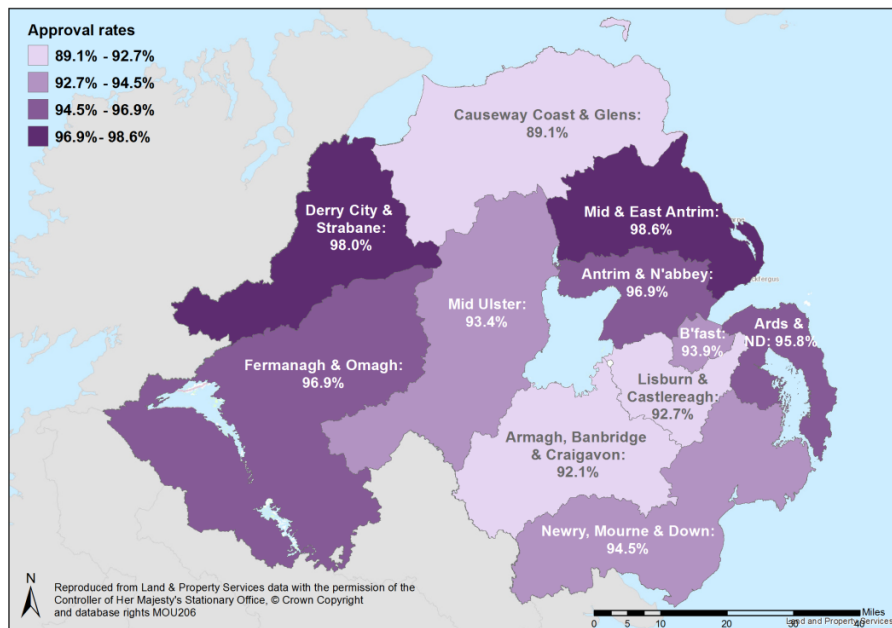 Approval rates
89.1% - 92.7%
92.7% - 94.5%
94.5% - 96.9%
96.9%- 98.6%
Causeway Coast & Glens:
89.1%
Derry City &
Strabane:
98.0%
Mid & East Antrim:
98.6%
Antrim & N'abbey:
96.9%
Mid Ulster:
93.4%
B'fast:
93.9%
Ards &
ND: 95.8%
Fermanagh & Omagh:
96.9%
Lisburn &
Castlereagh:
92.7%
Armagh, Banbridge
& Craigavon:
92.1%
Newry, Mourne & Down:
94.5%
N
Reproduced from Land & Property Services data with the permission of the
Controller of Her Majesty's Stationary Office, © Crown Copyright
and database rights MOU206
Miles
Land and Property Services
0 5 10 20 30 40